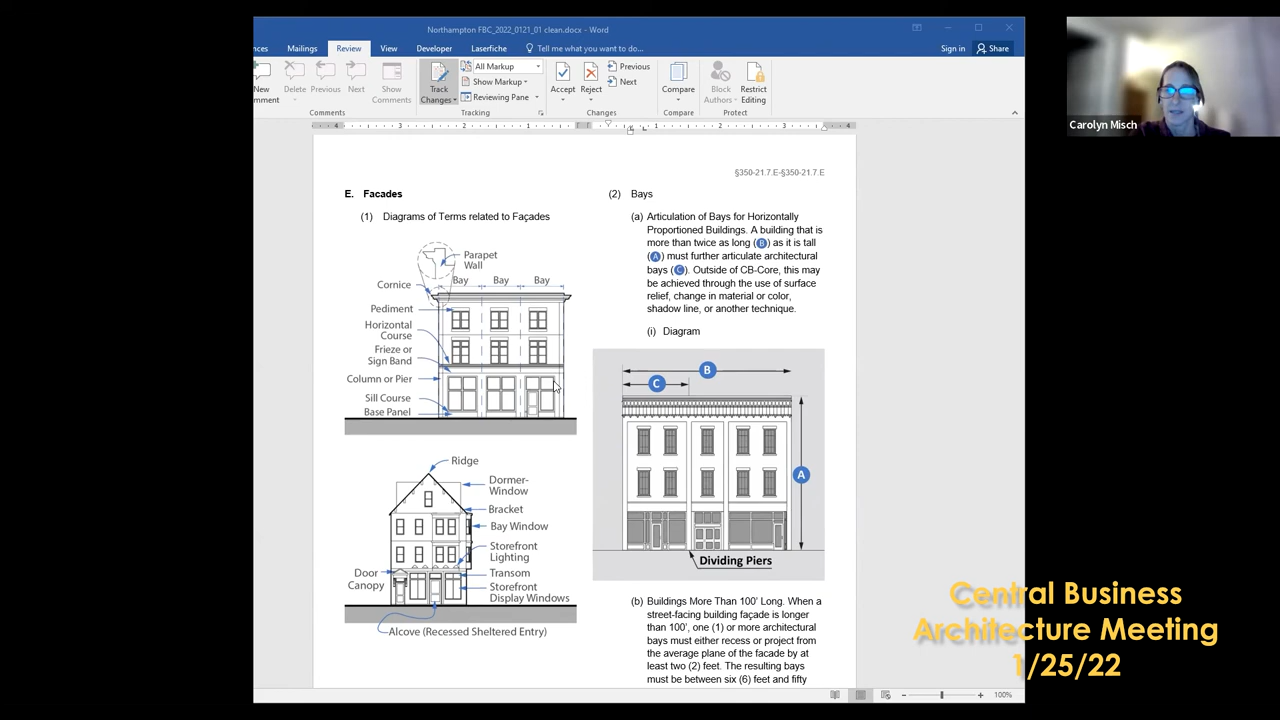 Northampton FBC_2022_0121_01 clean.docx - Word
nces Mailings Review View Developer Laserfiche Tell me what you want to do... Sign in Share
New
mment
Delete
Previous
Next
Show
Comments
Comments
Track
Changes
All Markup
Show Markup
Reviewing Pane
Tracking
Accept
Reject
Previous
Next
Changes
Compare
Compare
Block
Authors
Restrict
Editing
Protect
Carolyn Misch
4 3 2 1 1 2 3 4
§350-21.7.E-§350-21.7.E
E. Facades
(1) Diagrams of Terms related to Façades
Parapet
Wall
Bay Bay Bay
Cornice
Pediment
Horizontal
Course
Frieze or
Sign Band
Column or Pier
Sill Course
Base Panel
Ridge
Dormer-
Window
Bracket
Bay Window
Storefront
Lighting
Door
Canopy
Transom
Storefront
Display Windows
Alcove (Recessed Sheltered Entry)
(2) Bays
(a) Articulation of Bays for Horizontally
Proportioned Buildings. A building that is
more than twice as long (B) as it is tall
(A) must further articulate architectural
bays (C). Outside of CB-Core, this may
be achieved through the use of surface
relief, change in material or color,
shadow line, or another technique.
(i) Diagram
B
C
A
Dividing Piers
(b) Buildings More Than 100' Long. When a
street-facing building façade is longer
than 100', one (1) or more architectural
bays must either recess or project from
the average plane of the facade by at
least two (2) feet. The resulting bays
must be between six (6) feet and fifty
100%
Central Business
Architecture Meeting
1/25/22